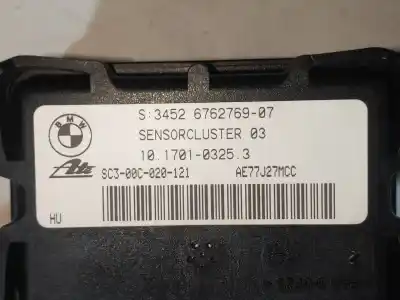 BMW
S:3452 6762769-07
SENSORCLUSTER 03
10.1701-0325.3
Ate
SC3-00C-020-121 AE77J27MCC
HU